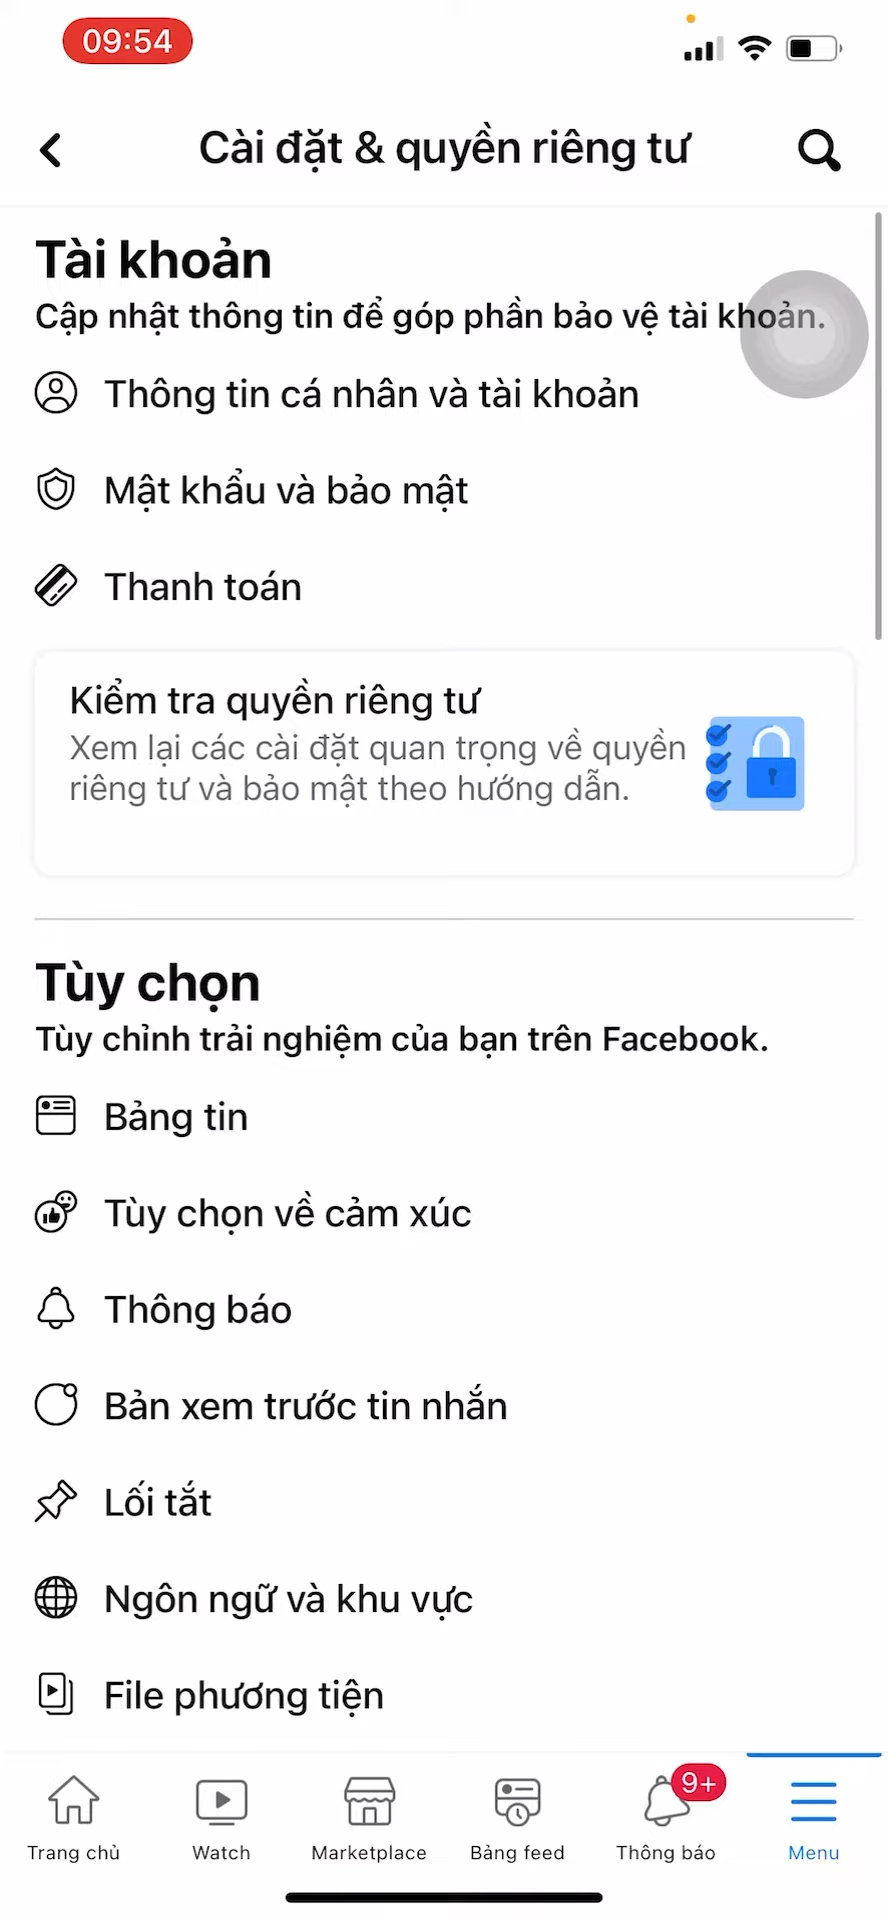 09:54
Cài đặt & quyền riêng tư
Tài khoản
Cập nhật thông tin để góp phần bảo vệ tài khoản.
Thông tin cá nhân và tài khoản
Mật khẩu và bảo mật
Thanh toán
Kiểm tra quyền riêng tư
Xem lại các cài đặt quan trọng về quyền
riêng tư và bảo mật theo hướng dẫn.
Tùy chọn
Tùy chỉnh trải nghiệm của bạn trên Facebook.
Bảng tin
Tùy chọn về cảm xúc
Thông báo
Bản xem trước tin nhắn
Lối tắt
Ngôn ngữ và khu vực
File phương tiện
9+
Trang chủ Watch Marketplace Bảng feed Thông báo Menu